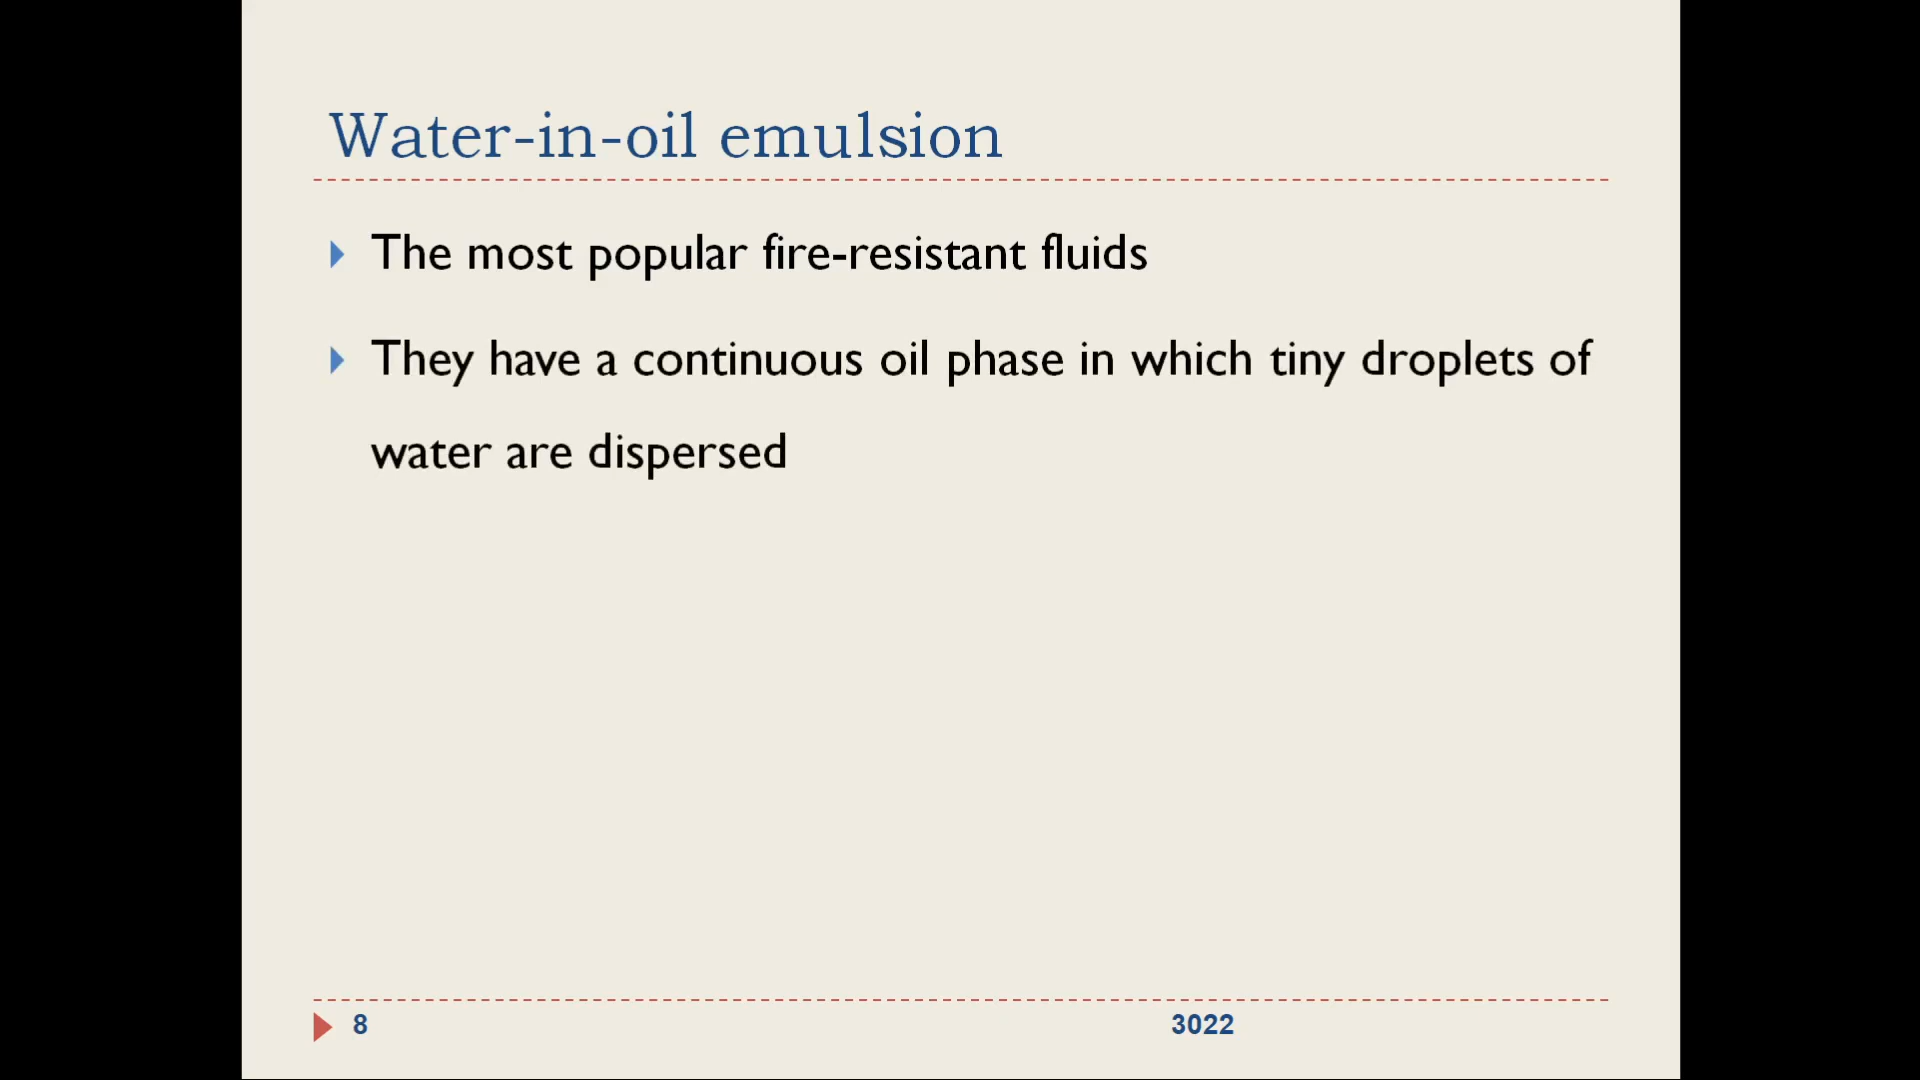 Water-in-oil emulsion
The most popular fire-resistant fluids
They have a continuous oil phase in which tiny droplets of
water are dispersed
8
3022